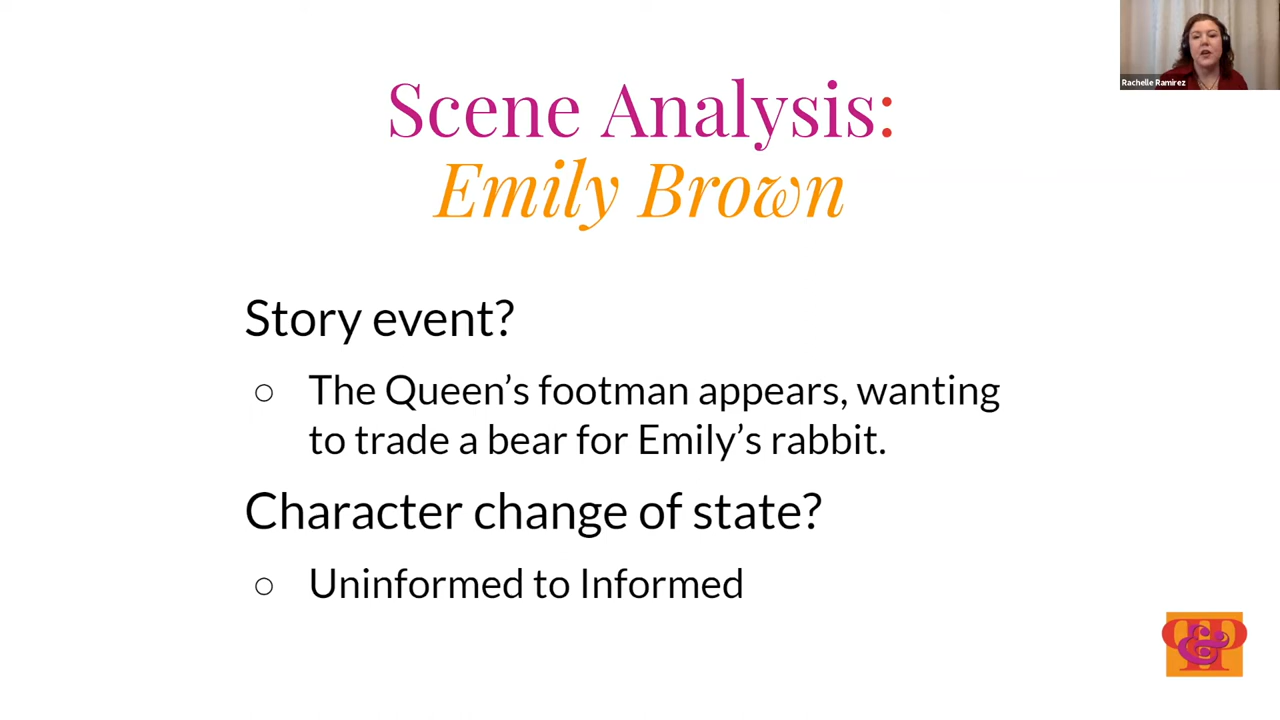 Rachelle Ramirez
Scene Analysis:
Emily Brown
Story event?
○ The Queen’s footman appears, wanting
to trade a bear for Emily’s rabbit.
Character change of state?
○ Uninformed to Informed
P&P